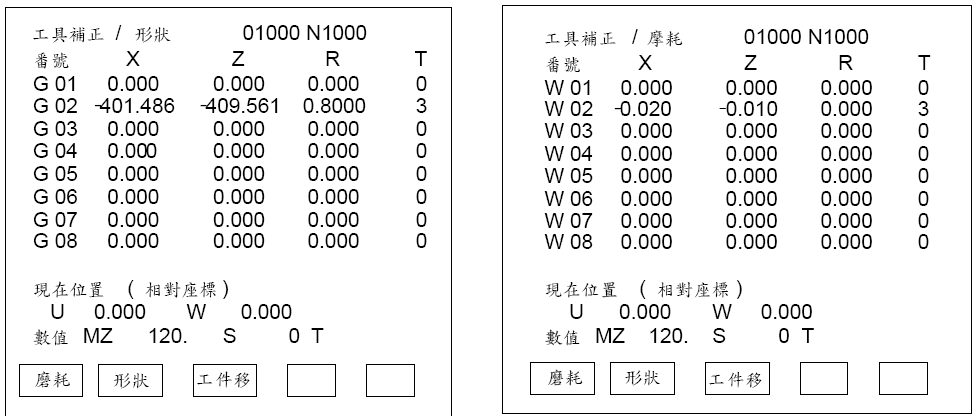 工具補正 / 形狀 01000 N1000
番號 X Z R T
G 01 0.000 0.000 0.000 0
G 02 -401.486 -409.561 0.8000 3
G 03 0.000 0.000 0.000 0
G 04 0.000 0.000 0.000 0
G 05 0.000 0.000 0.000 0
G 06 0.000 0.000 0.000 0
G 07 0.000 0.000 0.000 0
G 08 0.000 0.000 0.000 0
現在位置 ( 相對座標 )
U 0.000 W 0.000
數值 MZ 120. S 0 T
磨耗 形狀 工件移
工具補正 / 摩耗 01000 N1000
番號 X Z R T
W 01 0.000 0.000 0.000 0
W 02 -0.020 -0.010 0.000 3
W 03 0.000 0.000 0.000 0
W 04 0.000 0.000 0.000 0
W 05 0.000 0.000 0.000 0
W 06 0.000 0.000 0.000 0
W 07 0.000 0.000 0.000 0
W 08 0.000 0.000 0.000 0
現在位置 ( 相對座標 )
U 0.000 W 0.000
數值 MZ 120. S 0 T
磨耗 形狀 工件移